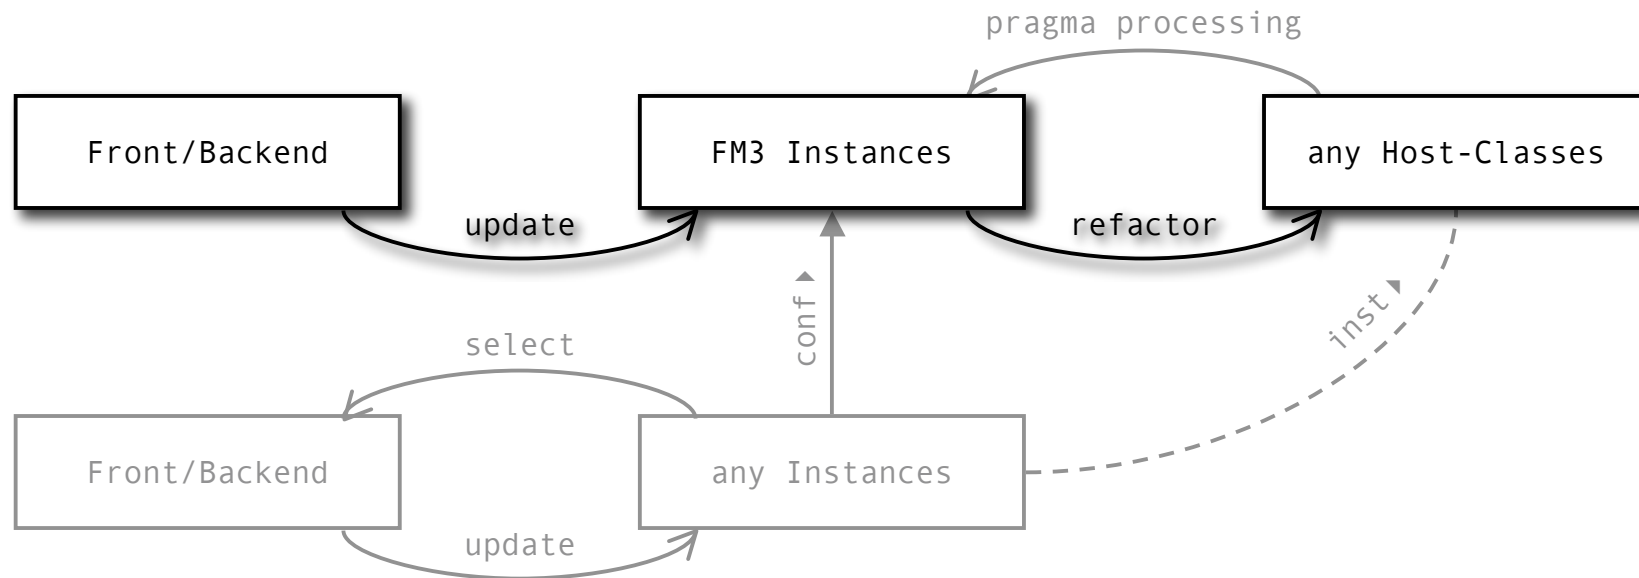 pragma processing
Front/Backend
FM3 Instances
any Host-Classes
update
refactor
conf
inst
select
Front/Backend
any Instances
update